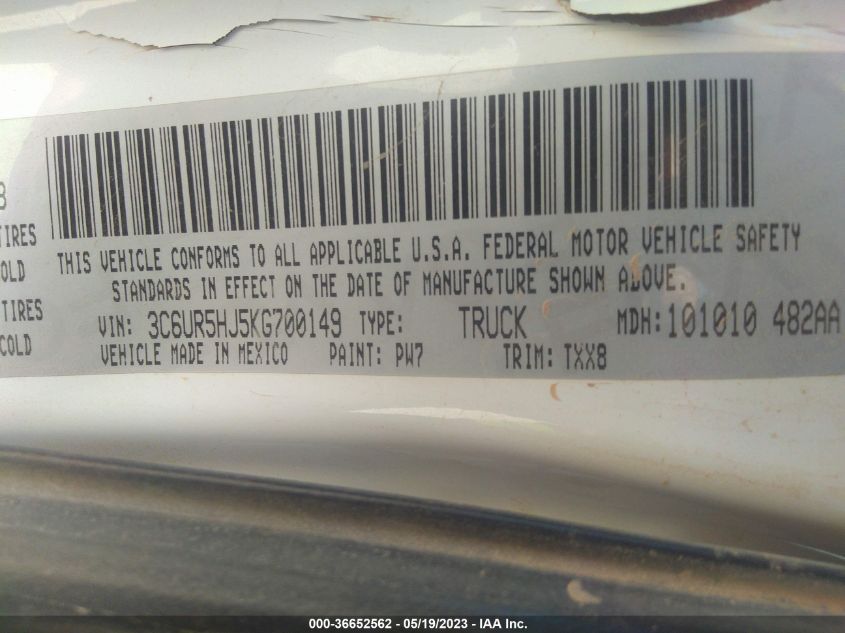 8
TIRES
THIS VEHICLE CONFORMS TO ALL APPLICABLE U.S.A. FEDERAL MOTOR VEHICLE SAFETY
OLD
STANDARDS IN EFFECT ON THE DATE OF MANUFACTURE SHOWN ABOVE.
TIRES
VIN: 3C6UR5HJ5KG700149 TYPE: TRUCK MDH: 101010 482AA
COLD
VEHICLE MADE IN MEXICO PAINT: PW7 TRIM: TXX8
000-36652562 - 05/19/2023 - IAA Inc.